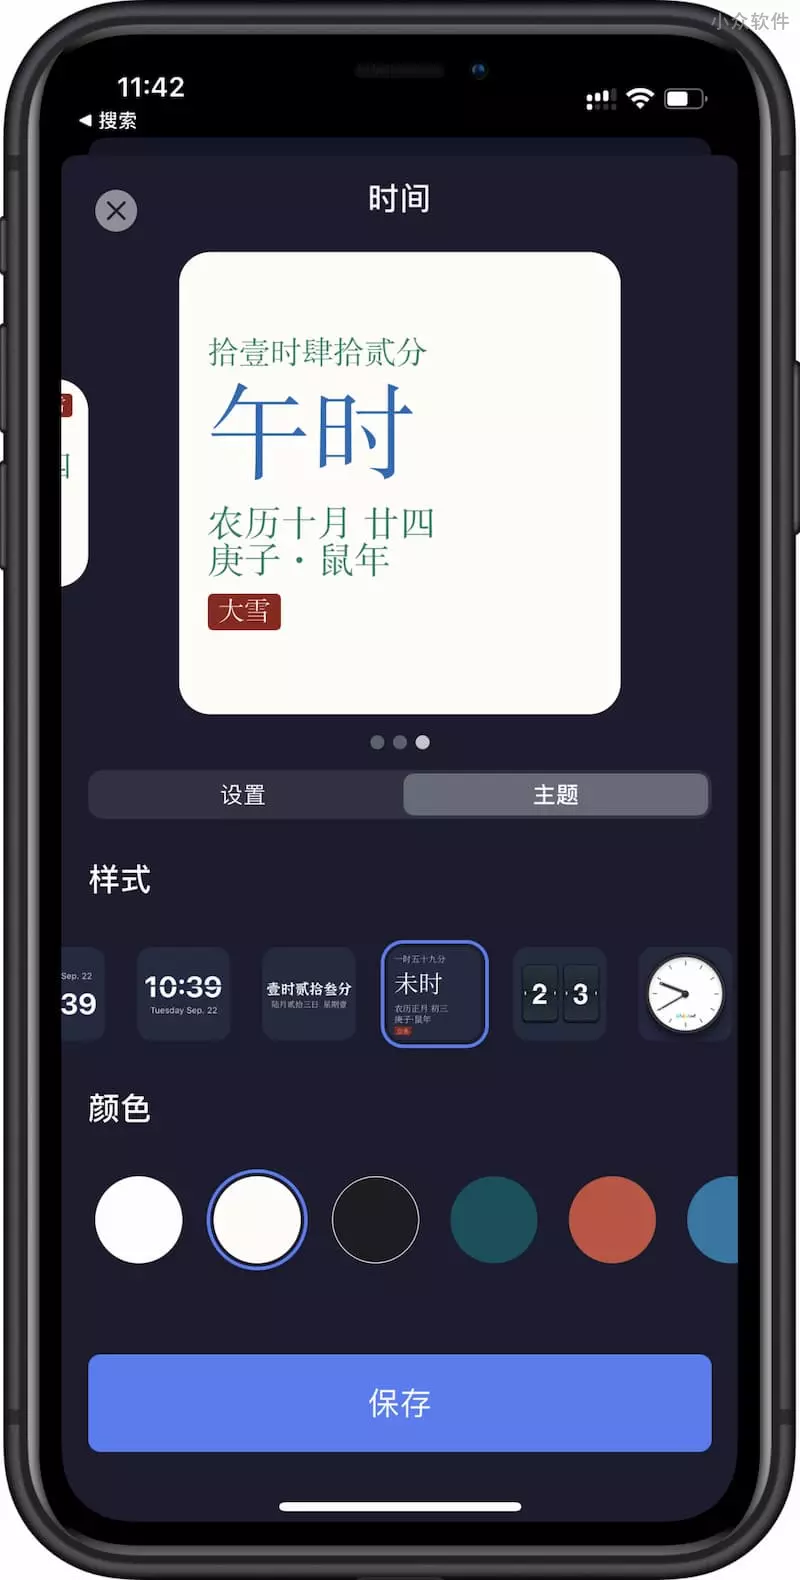 小众软件
11:42
搜索
时间
拾壹时肆拾贰分
午时
农历十月 廿四
庚子·鼠年
大雪
四
设置
主题
样式
Sep. 22
39
10:39
Tuesday Sep. 22
壹时贰拾叁分
陆月贰拾三日 星期壹
一时五十九分
未时
农历正月 初三
庚子·鼠年
2
3
颜色
保存